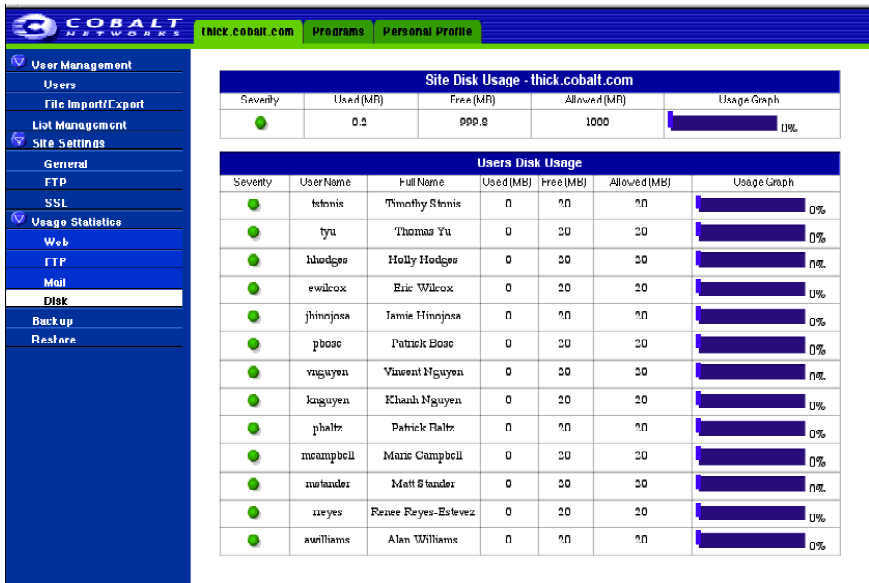 COBALT
NETWORKS
thick.cobalt.com Programs Personal Profile
User Management
Users
File Import/Export
List Management
Site Settings
General
FTP
SSL
Usage Statistics
Web
FTP
Mail
Disk
Backup
Restore
Site Disk Usage - thick.cobalt.com
Severity Used (MB) Free (MB) Allowed (MB) Usage Graph
0.2 999.8 1000 0%
Users Disk Usage
Severity User Name Full Name Used (MB) Free (MB) Allowed (MB) Usage Graph
tstonis Timothy Stonis 0 20 20 0%
tyu Thomas Yu 0 20 20 0%
hhodges Holly Hodges 0 20 20 0%
ewilcox Eric Wilcox 0 20 20 0%
jhinojosa Jamie Hinojosa 0 20 20 0%
pbose Patrick Bose 0 20 20 0%
vnguyen Vincent Nguyen 0 20 20 0%
knguyen Khanh Nguyen 0 20 20 0%
pbaltz Patrick Baltz 0 20 20 0%
mcampbell Marie Campbell 0 20 20 0%
mstander Matt Stander 0 20 20 0%
rreyes Renee Reyes-Estevez 0 20 20 0%
awilliams Alan Williams 0 20 20 0%